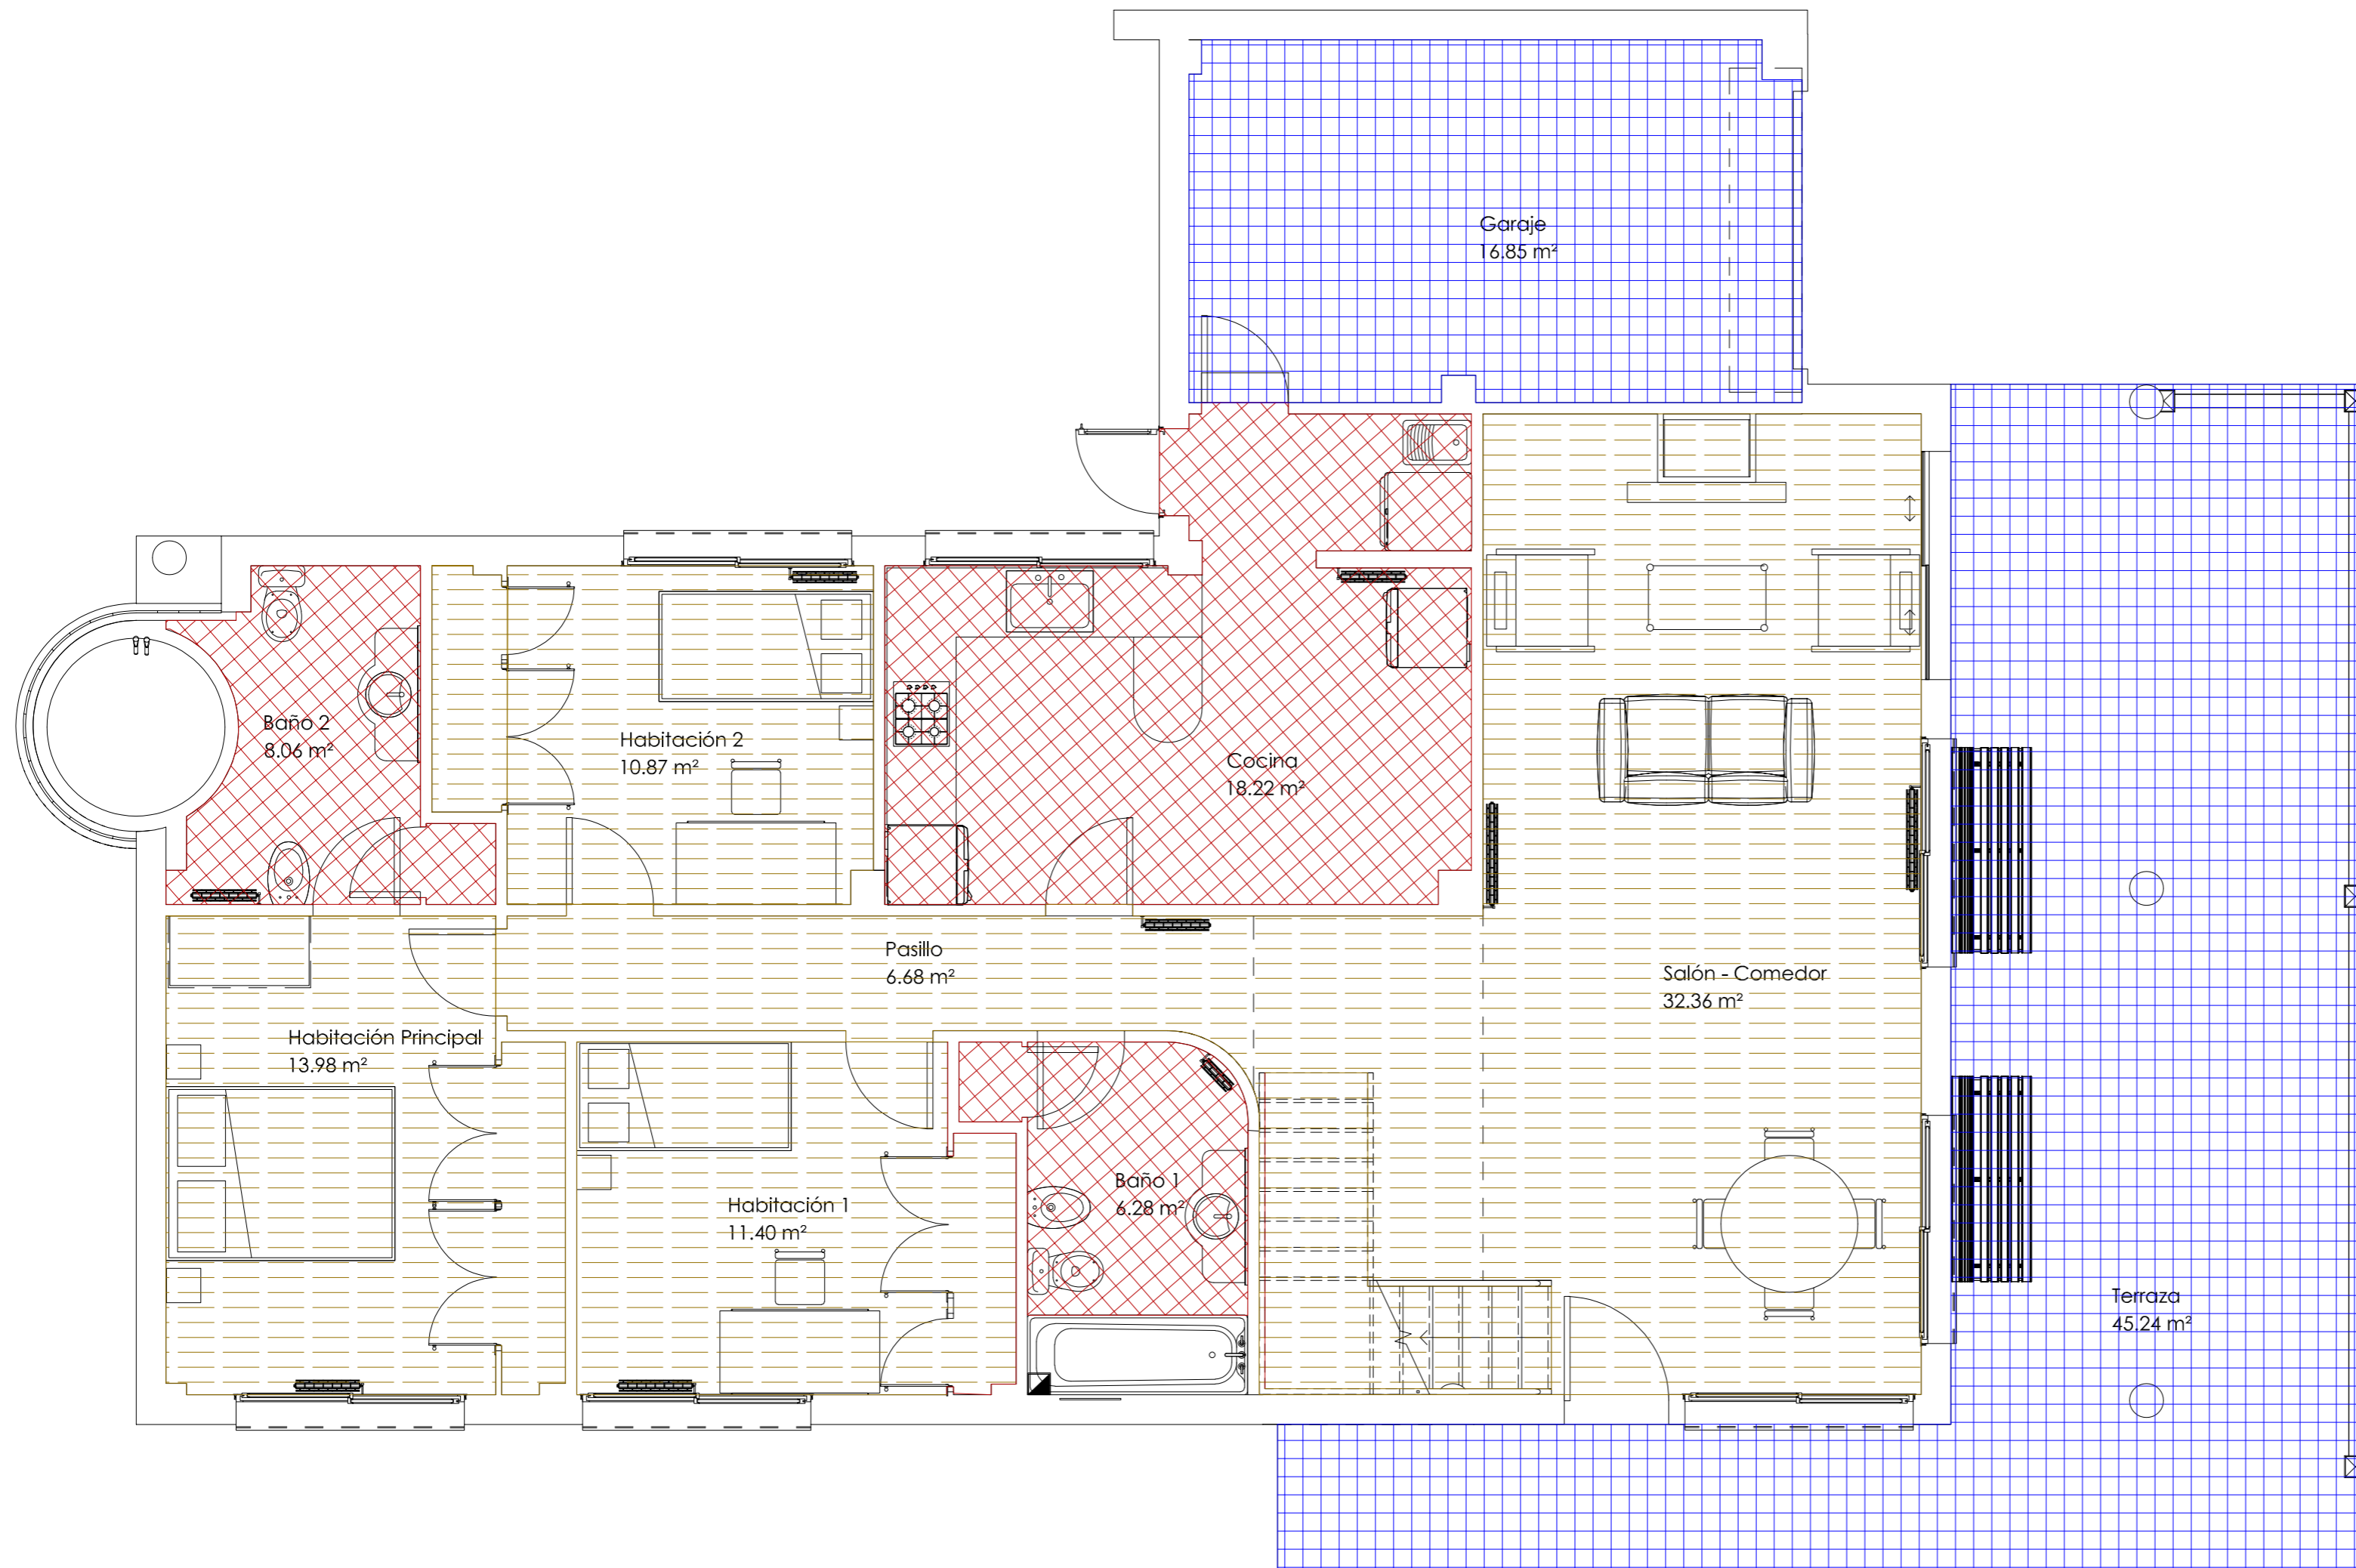 Garaje
16.85 m²
Baño 2
8.06 m²
Habitación 2
10.87 m²
Cocina
18.22 m²
Pasillo
6.68 m²
Salón - Comedor
32.36 m²
Habitación Principal
13.98 m²
Habitación 1
11.40 m²
Baño 1
6.28 m²
Terraza
45.24 m²